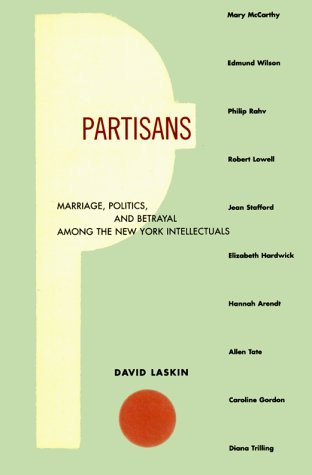 PARTISANS
MARRIAGE, POLITICS,
AND BETRAYAL
AMONG THE NEW YORK INTELLECTUALS
DAVID LASKIN
Mary McCarthy
Edmund Wilson
Philip Rahv
Robert Lowell
Jean Stafford
Elizabeth Hardwick
Hannah Arendt
Allen Tate
Caroline Gordon
Diana Trilling